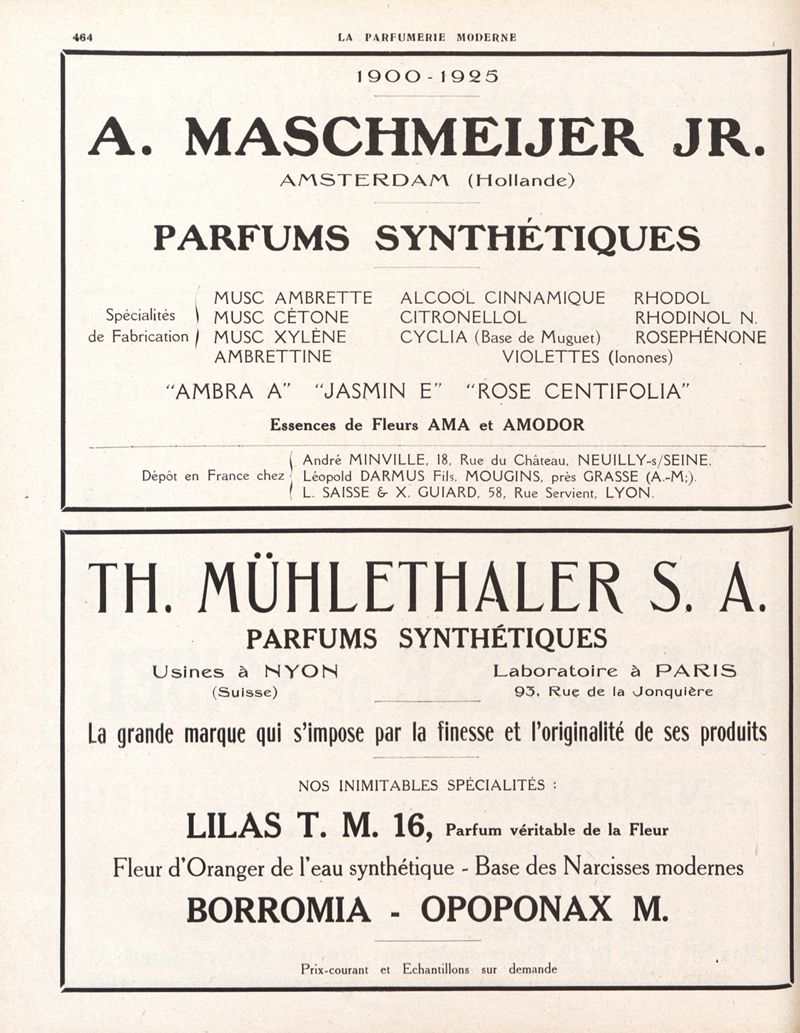 464
LA PARFUMERIE MODERNE
1900-1925
A. MASCHMEIJER JR.
AMSTERDAM (Hollande)
PARFUMS SYNTHÉTIQUES
Spécialités de Fabrication
MUSC AMBRETTE ALCOOL CINNAMIQUE RHODOL
MUSC CÉTONE CITRONELLOL RHODINOL N.
MUSC XYLÈNE CYCLIA (Base de Muguet) ROSEPHÉNONE
AMBRETTINE VIOLETTES (Ionones)
"AMBRA A" "JASMIN E" "ROSE CENTIFOLIA"
Essences de Fleurs AMA et AMODOR
Dépôt en France chez
André MINVILLE, 18, Rue du Château, NEUILLY-s/SEINE.
Léopold DARMUS Fils, MOUGINS, près GRASSE (A.-M;).
L. SAISSE & X. GUIARD, 58, Rue Servient, LYON.
TH. MÜHLETHALER S. A.
PARFUMS SYNTHÉTIQUES
Usines à NYON
(Suisse)
Laboratoire à PARIS
93, Rue de la Jonquière
La grande marque qui s'impose par la finesse et l'originalité de ses produits
NOS INIMITABLES SPÉCIALITÉS :
LILAS T. M. 16, Parfum véritable de la Fleur
Fleur d'Oranger de l'eau synthétique - Base des Narcisses modernes
BORROMIA - OPOPONAX M.
Prix-courant et Echantillons sur demande